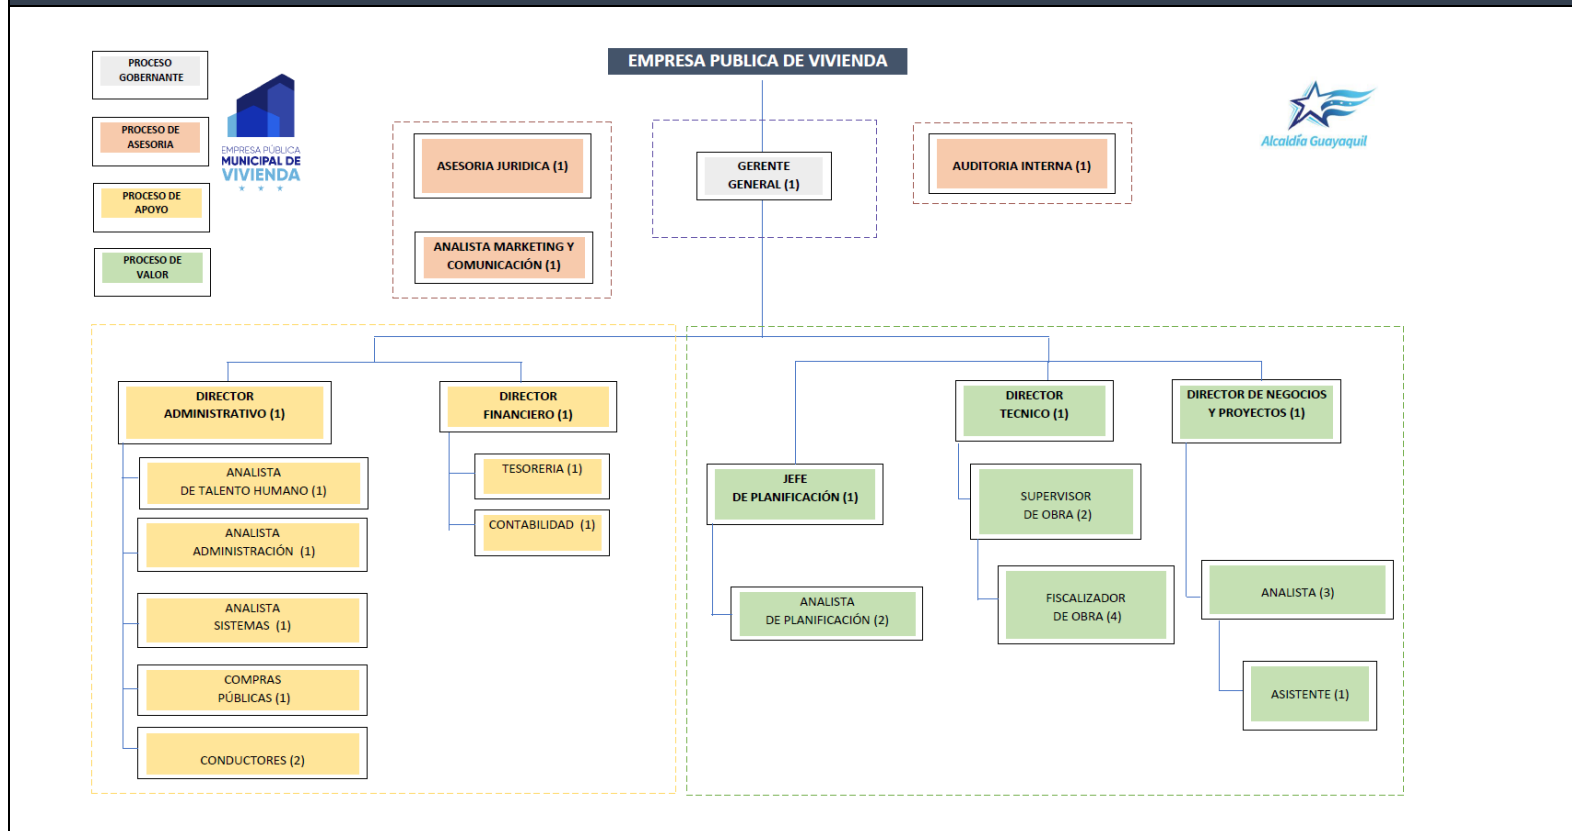 EMPRESA PUBLICA DE VIVIENDA
PROCESO
GOBERNANTE
PROCESO DE
ASESORIA
PROCESO DE
APOYO
PROCESO DE
VALOR
EMPRESA PÚBLICA
MUNICIPAL DE
VIVIENDA
Alcaldía Guayaquil
ASESORIA JURIDICA (1)
ANALISTA MARKETING Y
COMUNICACIÓN (1)
GERENTE
GENERAL (1)
AUDITORIA INTERNA (1)
DIRECTOR
ADMINISTRATIVO (1)
ANALISTA
DE TALENTO HUMANO (1)
ANALISTA
ADMINISTRACIÓN (1)
ANALISTA
SISTEMAS (1)
COMPRAS
PÚBLICAS (1)
CONDUCTORES (2)
DIRECTOR
FINANCIERO (1)
TESORERIA (1)
CONTABILIDAD (1)
JEFE
DE PLANIFICACIÓN (1)
ANALISTA
DE PLANIFICACIÓN (2)
DIRECTOR
TECNICO (1)
SUPERVISOR
DE OBRA (2)
FISCALIZADOR
DE OBRA (4)
DIRECTOR DE NEGOCIOS
Y PROYECTOS (1)
ANALISTA (3)
ASISTENTE (1)